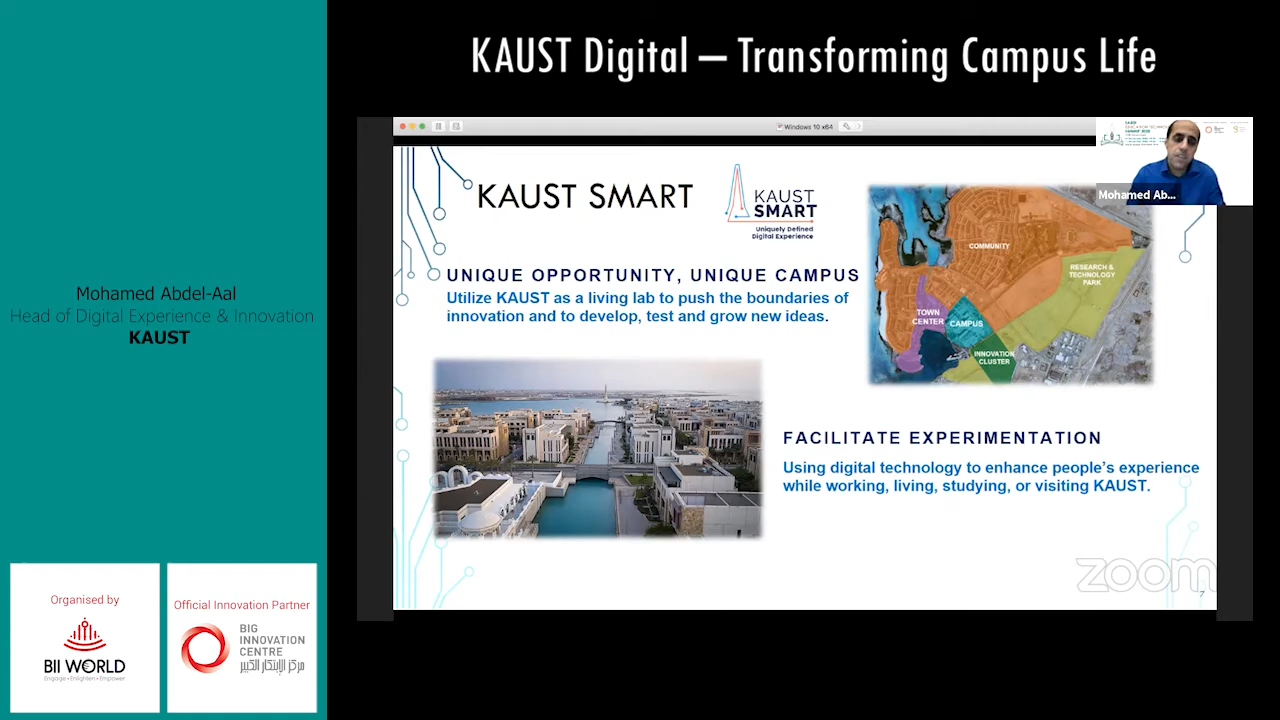 KAUST Digital – Transforming Campus Life
Windows 10 x64
Mohamed Ab...
KAUST SMART
KAUST
SMART
Uniquely Defined
Digital Experience
UNIQUE OPPORTUNITY, UNIQUE CAMPUS
Utilize KAUST as a living lab to push the boundaries of
innovation and to develop, test and grow new ideas.
COMMUNITY
RESEARCH &
TECHNOLOGY
PARK
TOWN
CENTER
CAMPUS
INNOVATION
CLUSTER
FACILITATE EXPERIMENTATION
Using digital technology to enhance people's experience
while working, living, studying, or visiting KAUST.
zoom
7
Mohamed Abdel-Aal
Head of Digital Experience & Innovation
KAUST
Organised by
BII WORLD
Engage • Enlighten • Empower
Official Innovation Partner
BIG
INNOVATION
CENTRE
مركز الابتكار الكبير